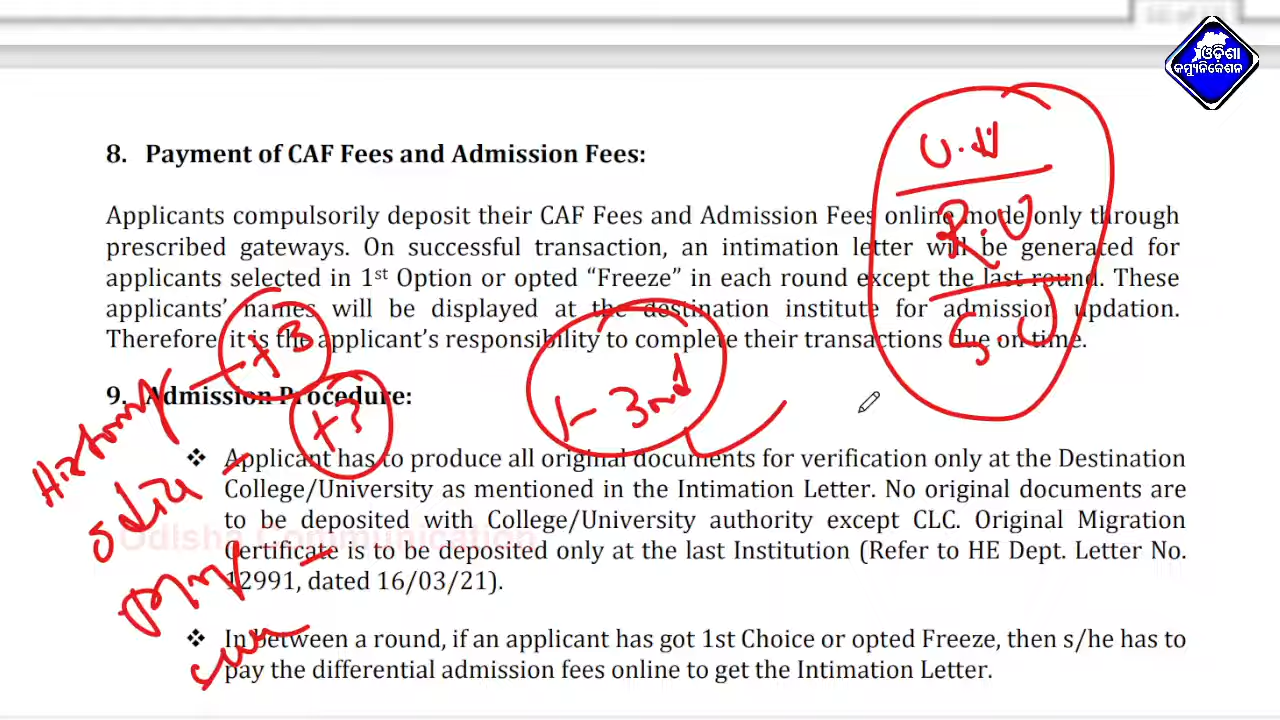 ଓଡ଼ିଶା
କମ୍ୟୁନିକେଶନ
8. Payment of CAF Fees and Admission Fees:
U.U
Applicants compulsorily deposit their CAF Fees and Admission Fees online mode only through
R.U
prescribed gateways. On successful transaction, an intimation letter will be generated for
applicants selected in 1st Option or opted “Freeze” in each round except the last round. These
applicants’ names will be displayed at the destination institute for admission updation.
S.U
Therefore it is the applicant’s responsibility to complete their transactions due on time.
+3
1- 3rd
9. Admission Procedure:
History
+3
❖ Applicant has to produce all original documents for verification only at the Destination
College/University as mentioned in the Intimation Letter. No original documents are
odia
to be deposited with College/University authority except CLC. Original Migration
Odisha Communication
Certificate is to be deposited only at the last Institution (Refer to HE Dept. Letter No.
12991, dated 16/03/21).
❖ In between a round, if an applicant has got 1st Choice or opted Freeze, then s/he has to
pay the differential admission fees online to get the Intimation Letter.